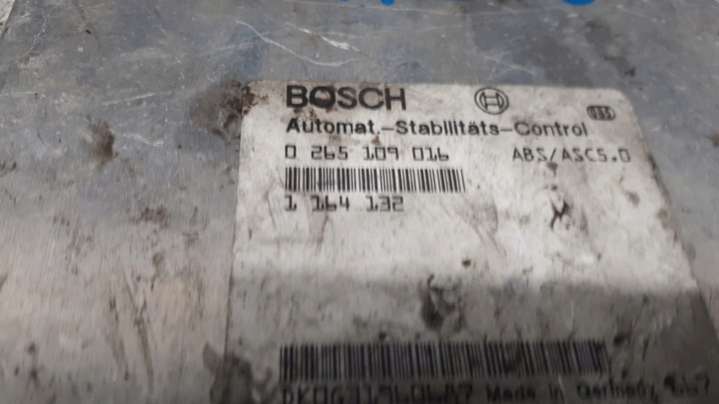 BOSCH
Automat.-Stabilitäts-Control
0 265 109 016 ABS/ASC5.0
1 164 132
Made in Germany